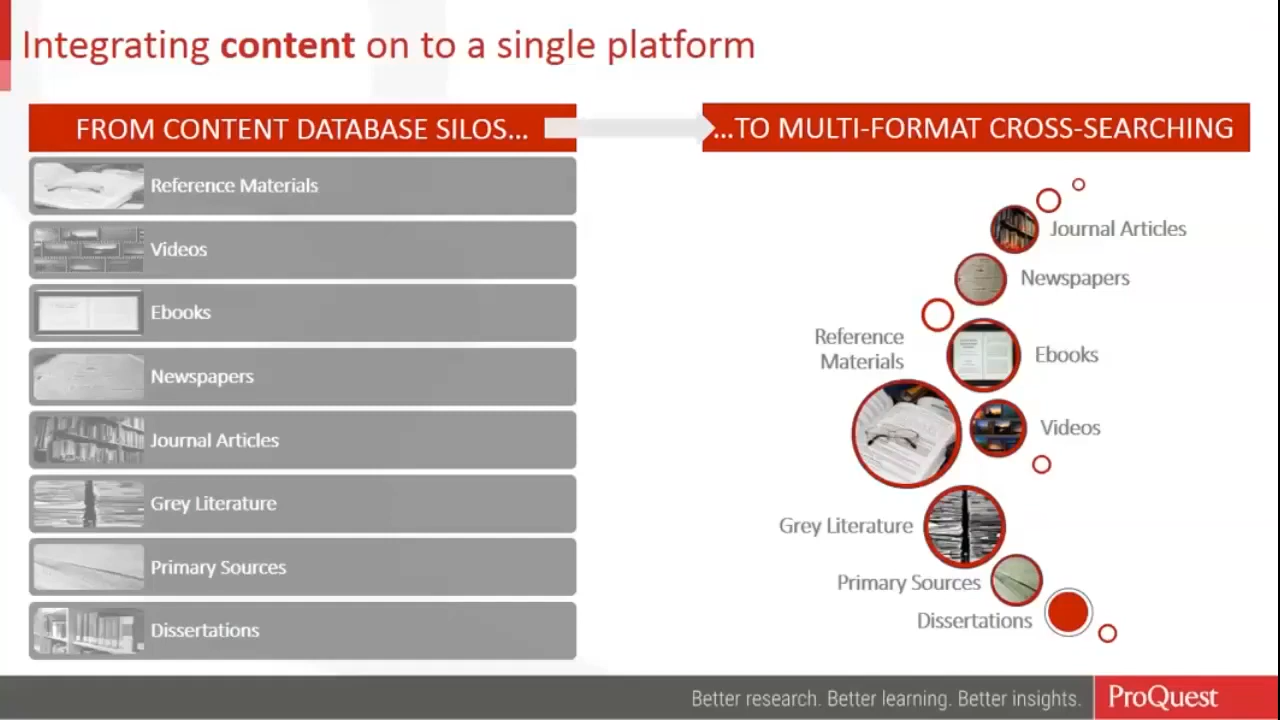 Integrating content on to a single platform
FROM CONTENT DATABASE SILOS...
Reference Materials
Videos
Ebooks
Newspapers
Journal Articles
Grey Literature
Primary Sources
Dissertations
...TO MULTI-FORMAT CROSS-SEARCHING
Journal Articles
Newspapers
Reference
Materials
Ebooks
Videos
Grey Literature
Primary Sources
Dissertations
Better research. Better learning. Better insights.
ProQuest